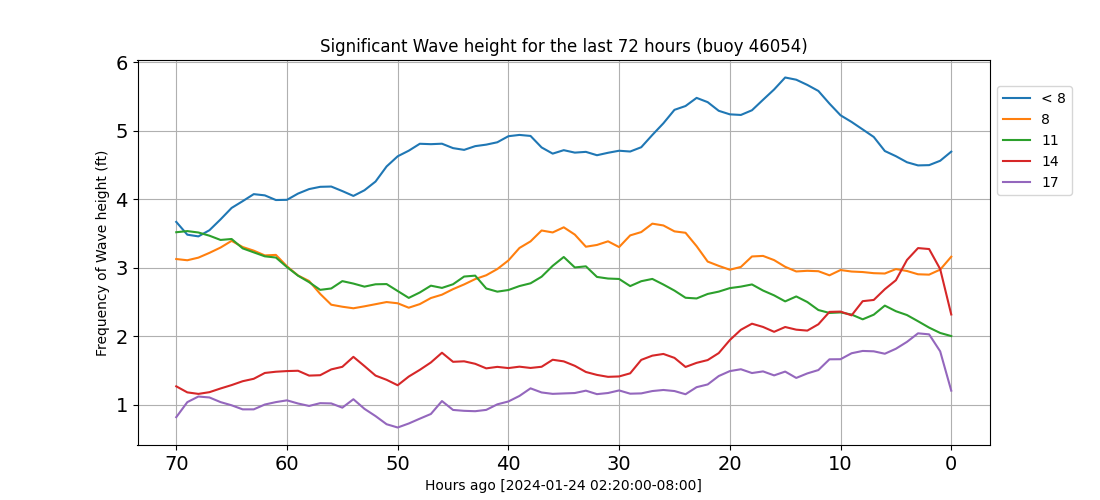 Significant Wave height for the last 72 hours (buoy 46054)
Frequency of Wave height (ft)
6
5
4
3
2
1
70 60 50 40 30 20 10 0
Hours ago [2024-01-24 02:20:00-08:00]
< 8
8
11
14
17